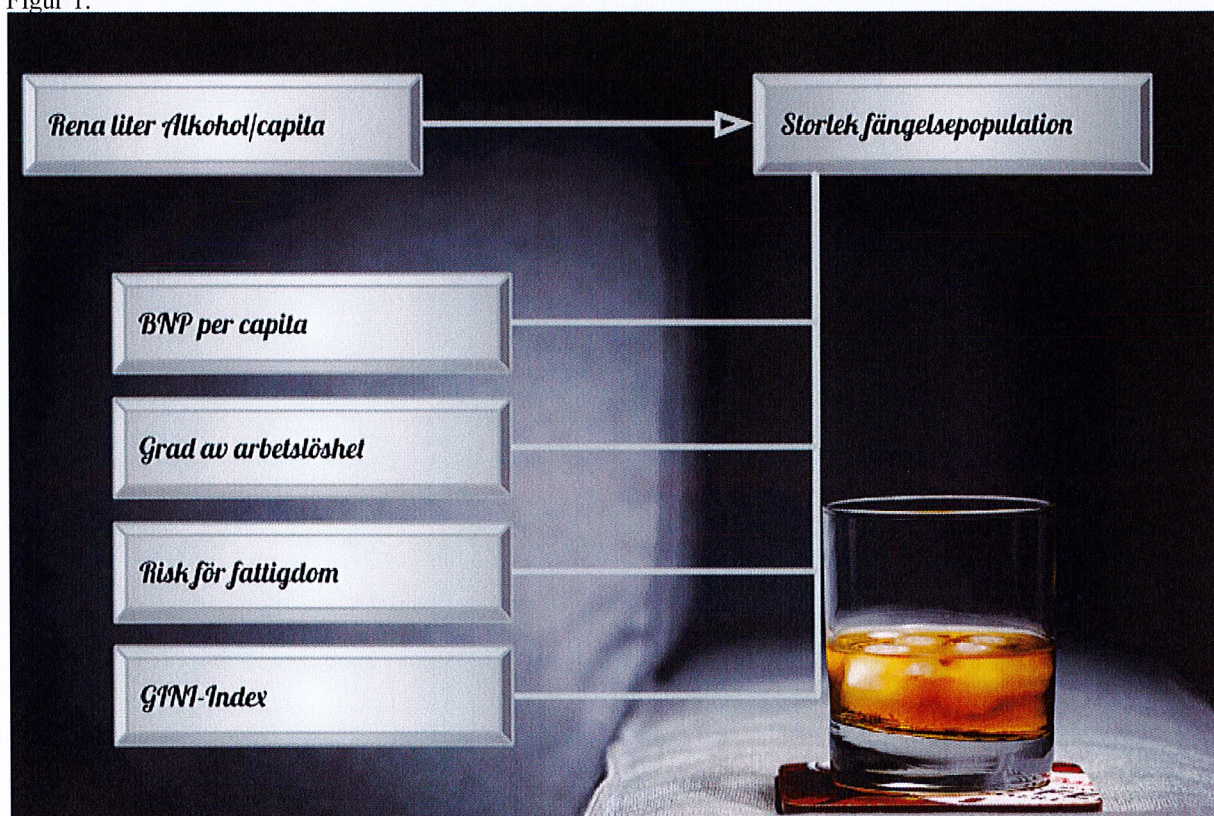 Figur 1.
Rena liter Alkohol/capita
Storlek fängelsepopulation
BNP per capita
Grad av arbetslöshet
Risk för fattigdom
GINI-Index